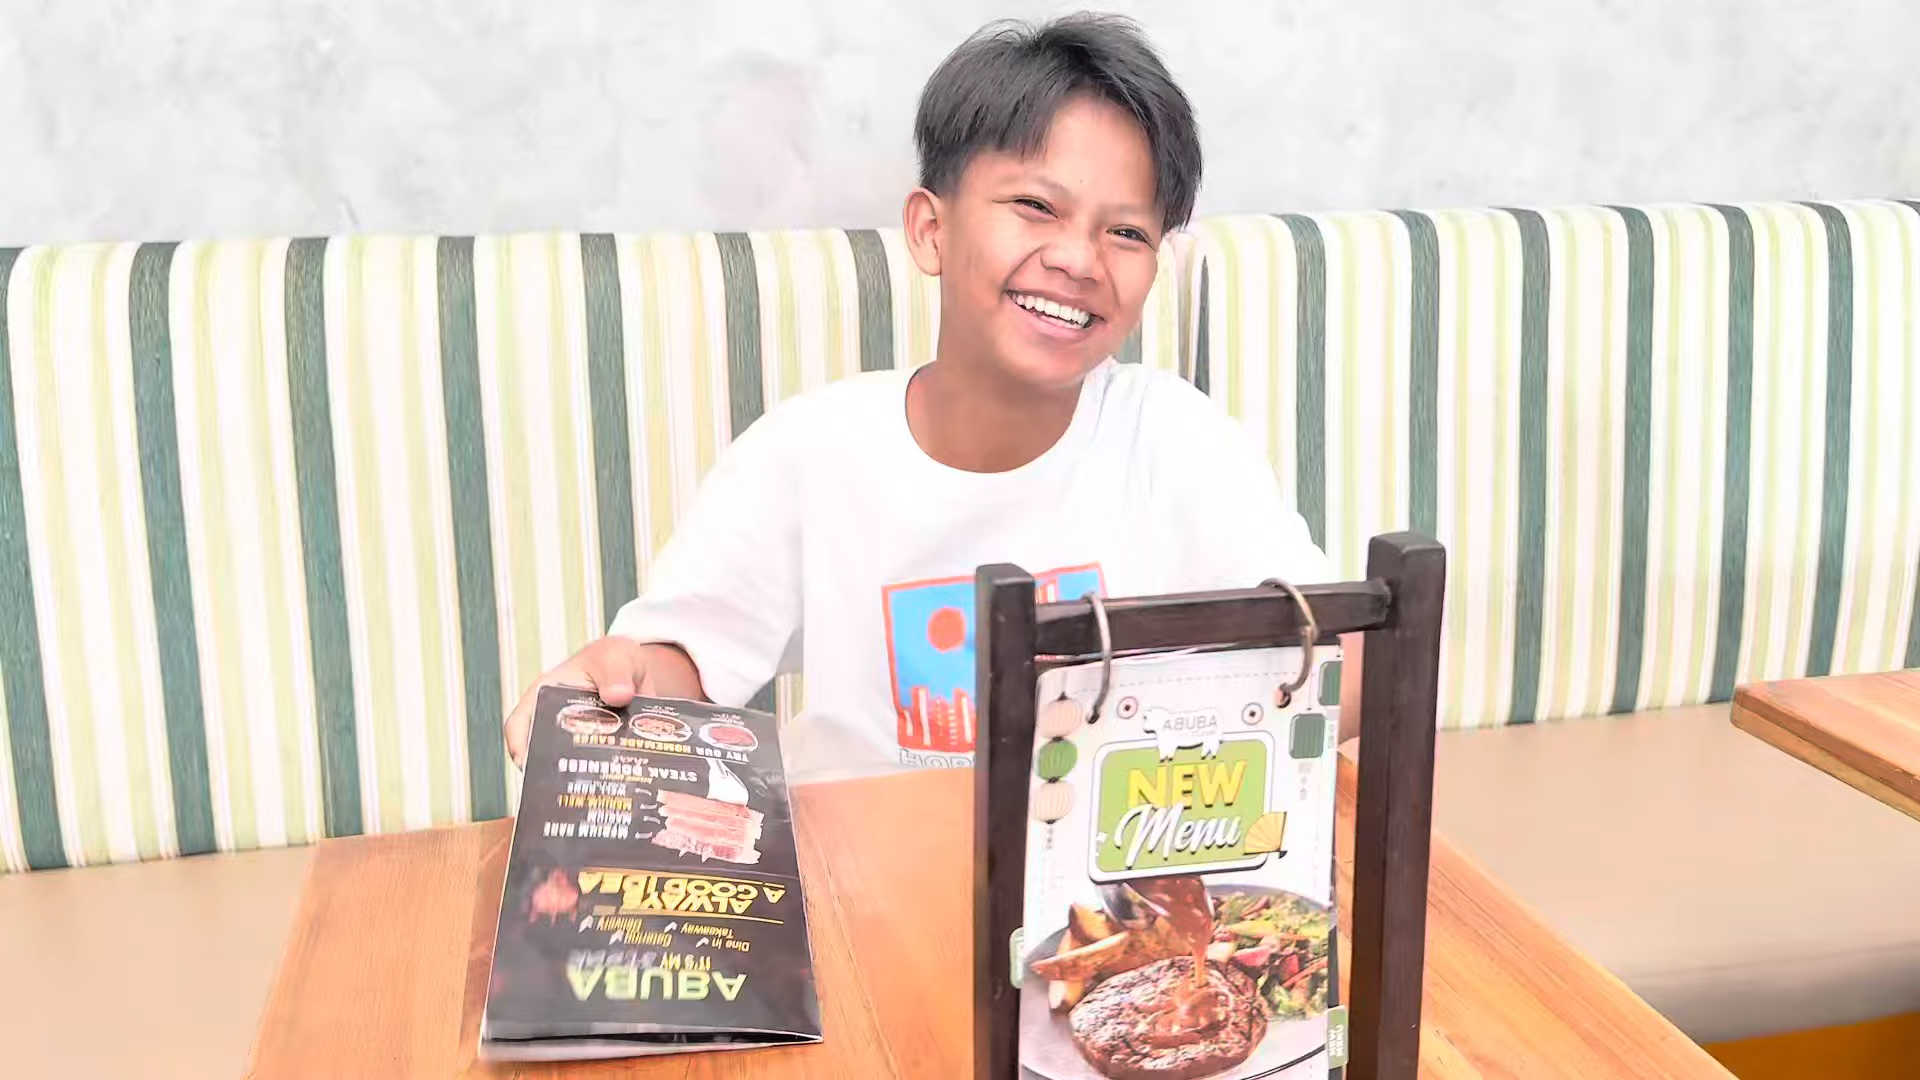 ABUBA
NEW
Menu
TRY OUR HOMEMADE SAUCE
STEAK DONENESS
WELL DONE
MEDIUM WELL
MEDIUM
MEDIUM RARE
ALWAYS
A GOOD IDEA
Dine in
Takeaway
Catering
Delivery
IT'S MY STEAK
ABUBA